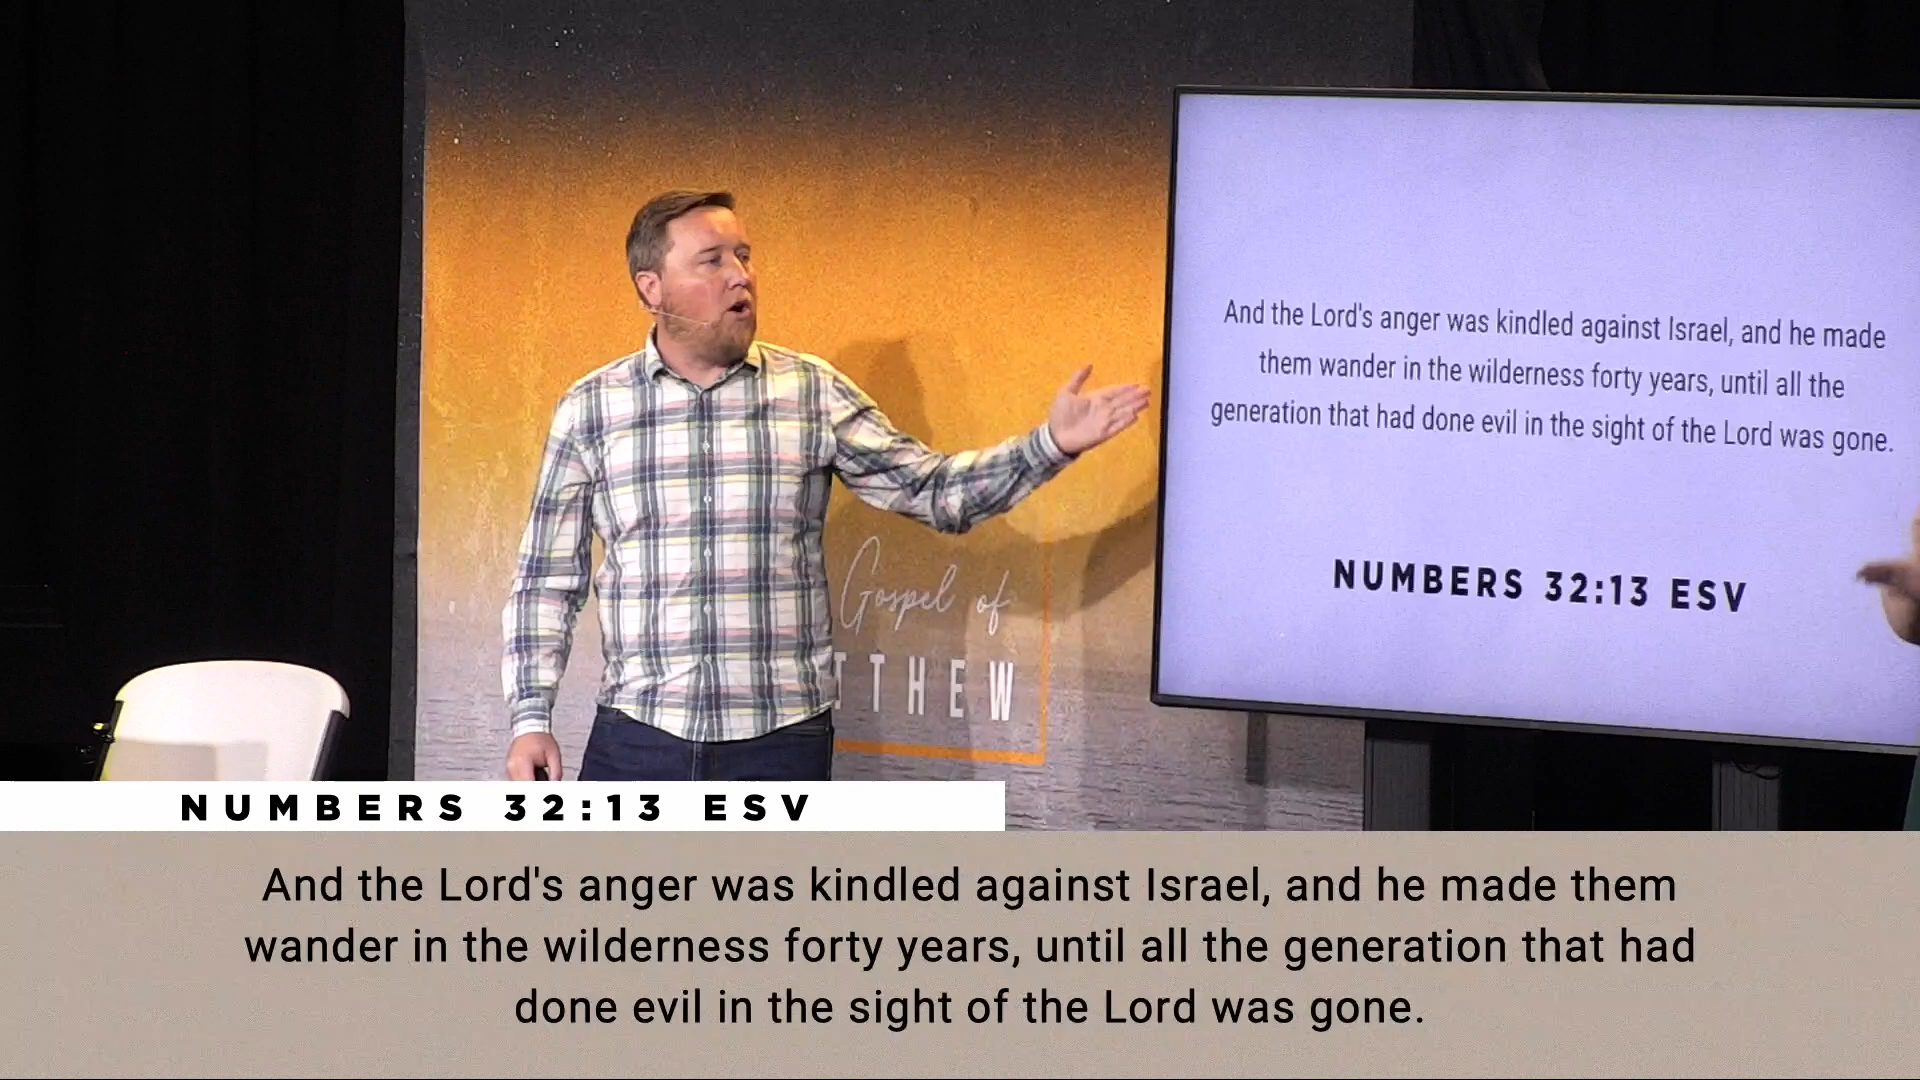 And the Lord's anger was kindled against Israel, and he made
them wander in the wilderness forty years, until all the
generation that had done evil in the sight of the Lord was gone.
NUMBERS 32:13 ESV
Gospel of
TTHEW
NUMBERS 32:13 ESV
And the Lord's anger was kindled against Israel, and he made them
wander in the wilderness forty years, until all the generation that had
done evil in the sight of the Lord was gone.